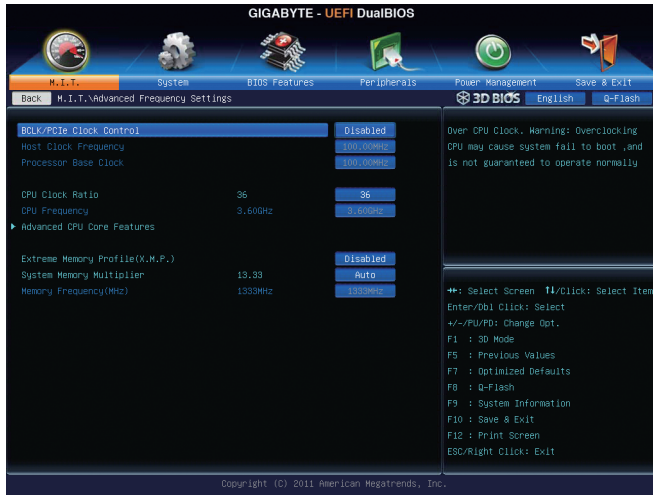 GIGABYTE - UEFI DualBIOS
M.I.T. System BIOS Features Peripherals Power Management Save & Exit
Back M.I.T.\Advanced Frequency Settings 3D BIOS English Q-Flash
BCLK/PCIe Clock Control Disabled
Host Clock Frequency 100.00MHz
Processor Base Clock 100.00MHz
CPU Clock Ratio 36 36
CPU Frequency 3.60GHz 3.60GHz
Advanced CPU Core Features
Extreme Memory Profile(X.M.P.) Disabled
System Memory Multiplier 13.33 Auto
Memory Frequency(MHz) 1333MHz 1333MHz
Over CPU Clock. Warning: Overclocking
CPU may cause system fail to boot ,and
is not guaranteed to operate normally
→←: Select Screen ↑↓/Click: Select Item
Enter/Dbl Click: Select
+/-/PU/PD: Change Opt.
F1 : 3D Mode
F5 : Previous Values
F7 : Optimized Defaults
F8 : Q-Flash
F9 : System Information
F10 : Save & Exit
F12 : Print Screen
ESC/Right Click: Exit
Copyright (C) 2011 American Megatrends, Inc.